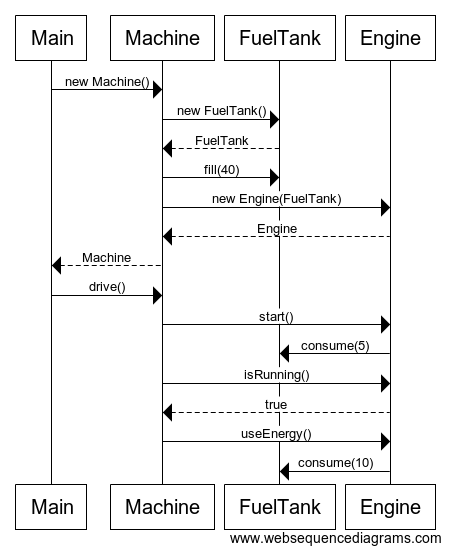 Main Machine FuelTank Engine
new Machine()
new FuelTank()
FuelTank
fill(40)
new Engine(FuelTank)
Engine
Machine
drive()
start()
consume(5)
isRunning()
true
useEnergy()
consume(10)
Main Machine FuelTank Engine
www.websequencediagrams.com